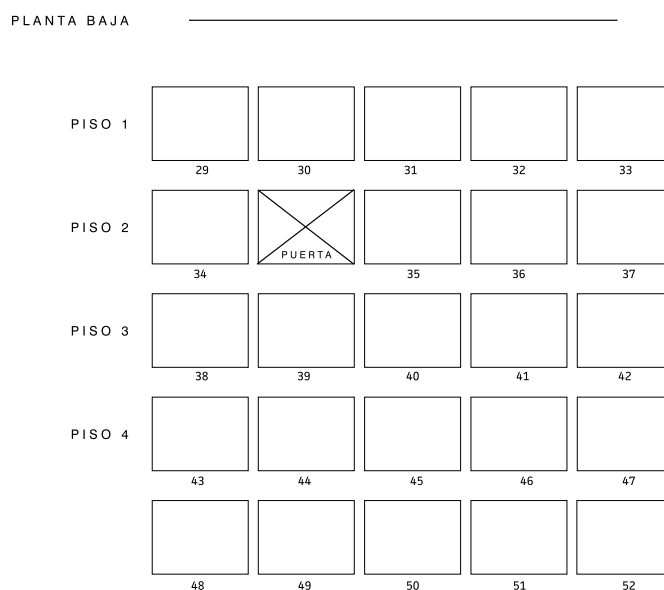 PLANTA BAJA
PISO 1
29 30 31 32 33
PISO 2
PUERTA
34 35 36 37
PISO 3
38 39 40 41 42
PISO 4
43 44 45 46 47
48 49 50 51 52